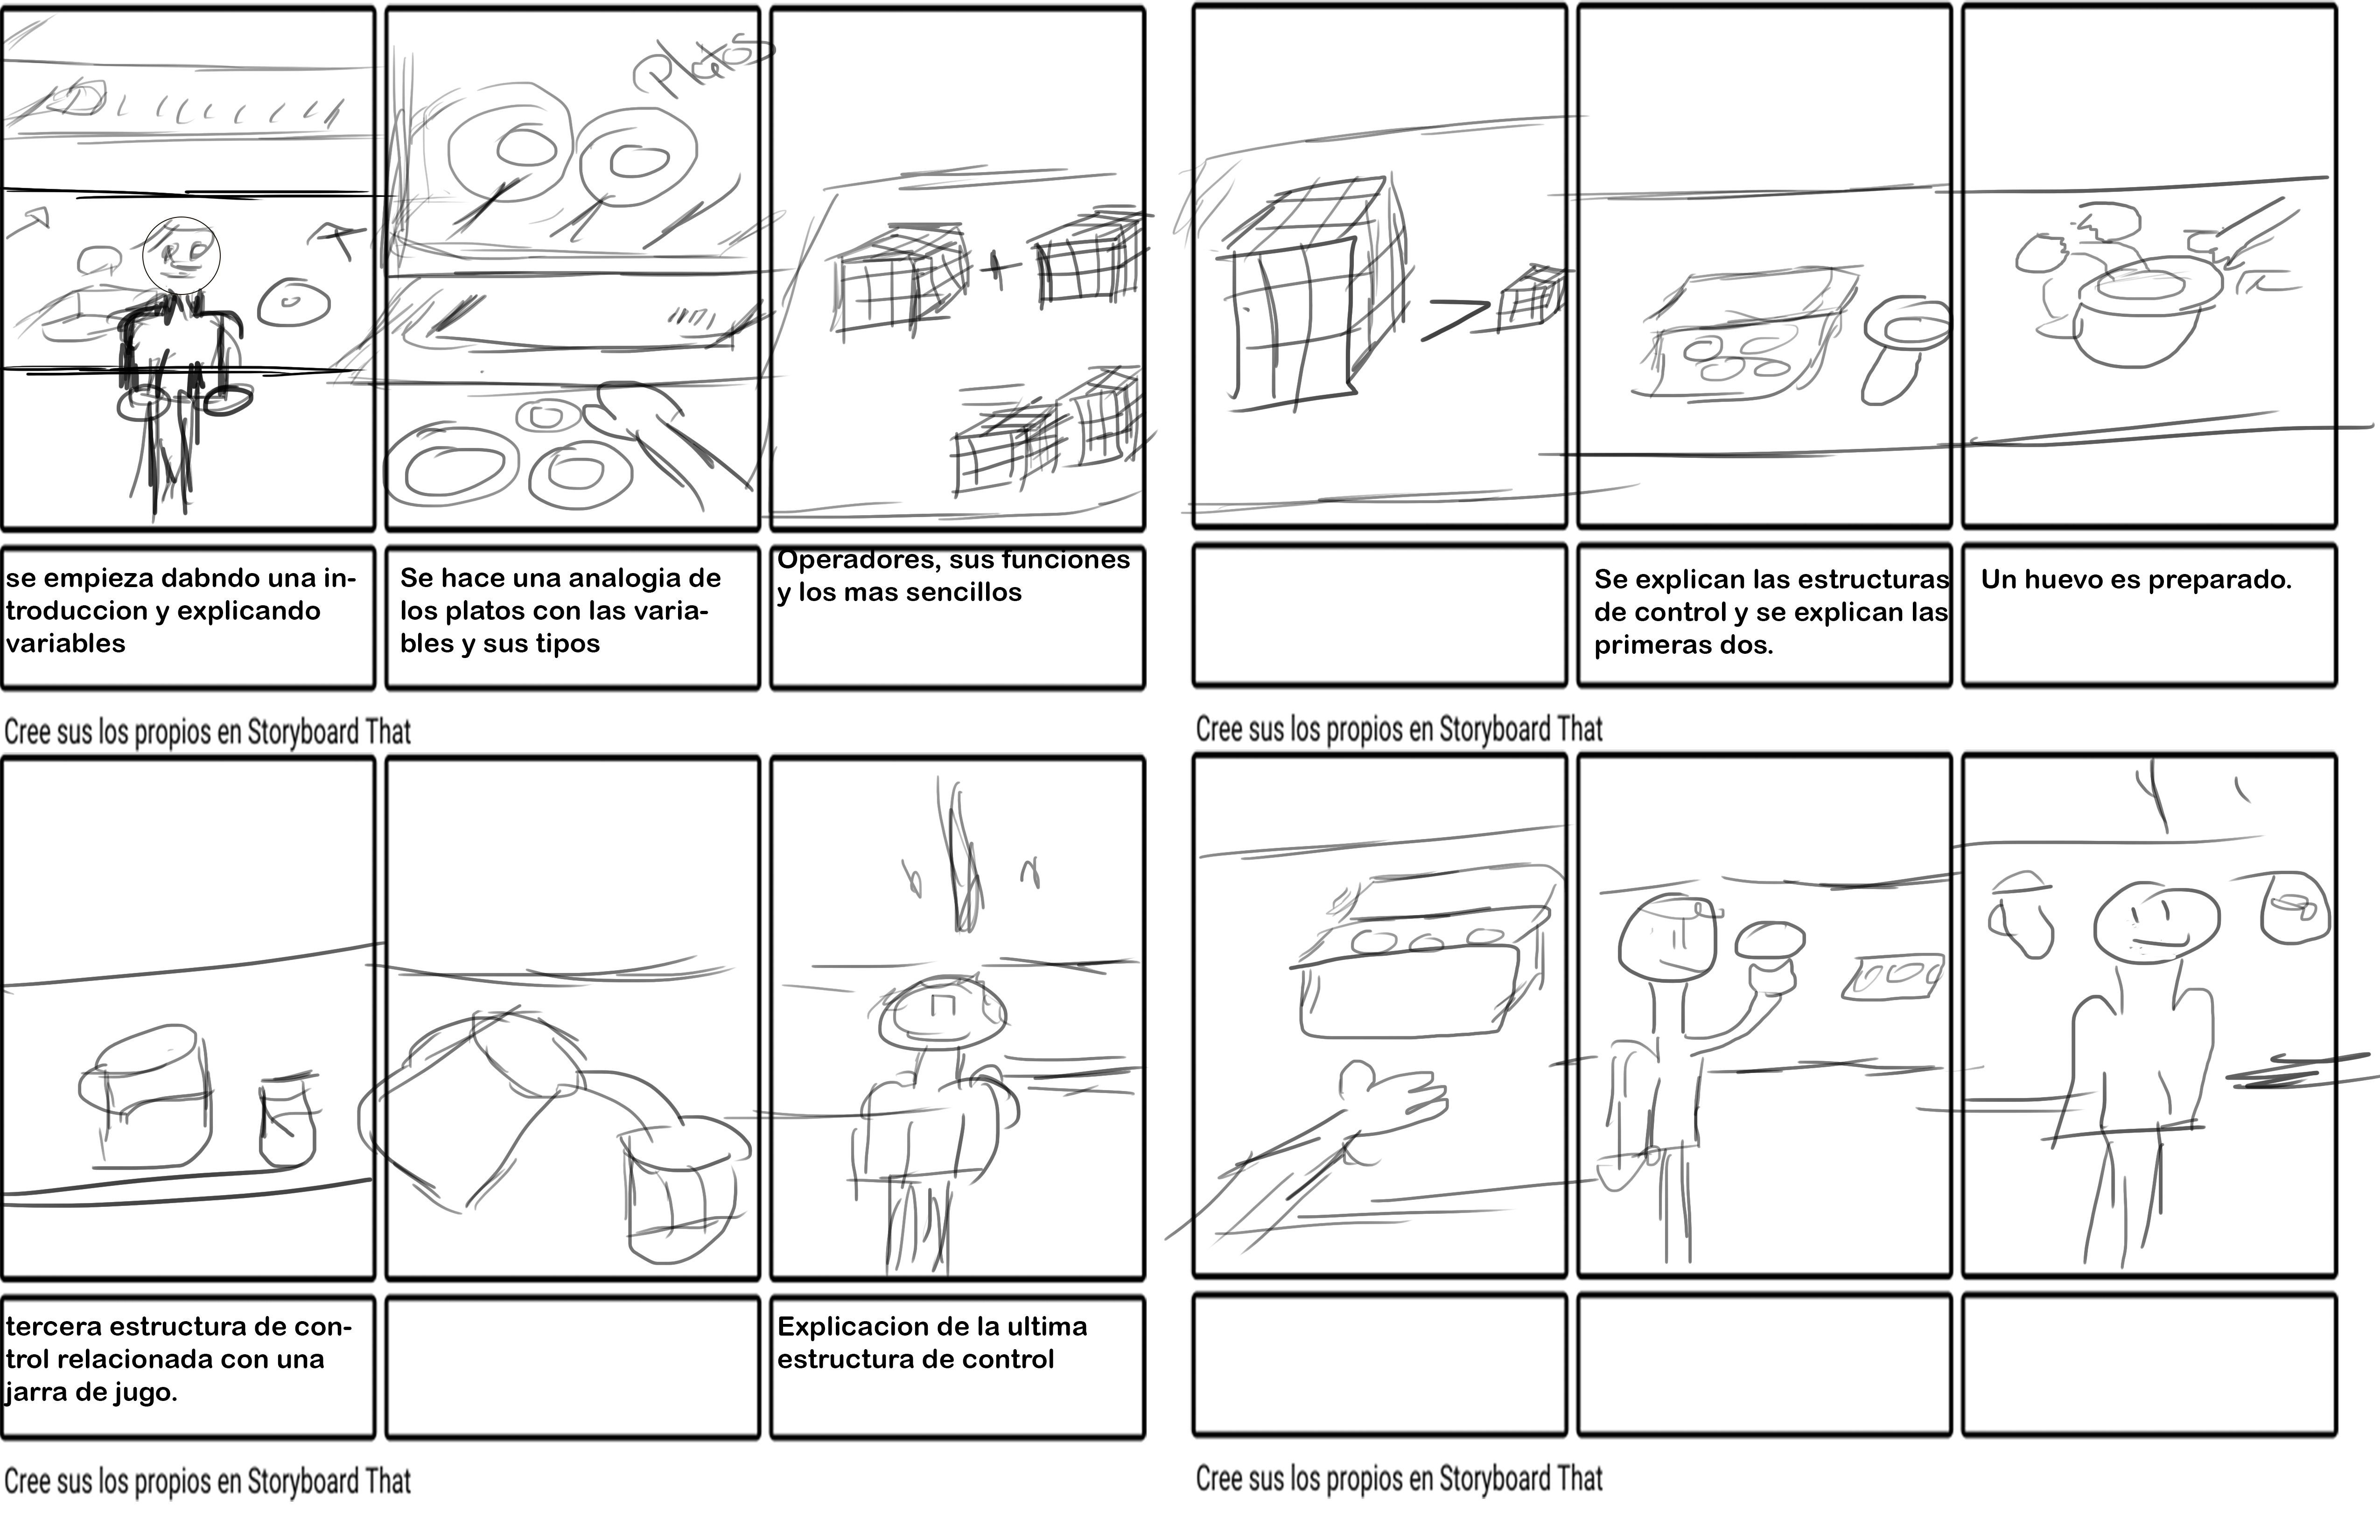 Platos
se empieza dabndo una in-
troduccion y explicando
variables
Se hace una analogia de
los platos con las varia-
bles y sus tipos
Operadores, sus funciones
y los mas sencillos
Se explican las estructuras
de control y se explican las
primeras dos.
Un huevo es preparado.
Cree sus los propios en Storyboard That
Cree sus los propios en Storyboard That
tercera estructura de con-
trol relacionada con una
jarra de jugo.
Explicacion de la ultima
estructura de control
Cree sus los propios en Storyboard That
Cree sus los propios en Storyboard That